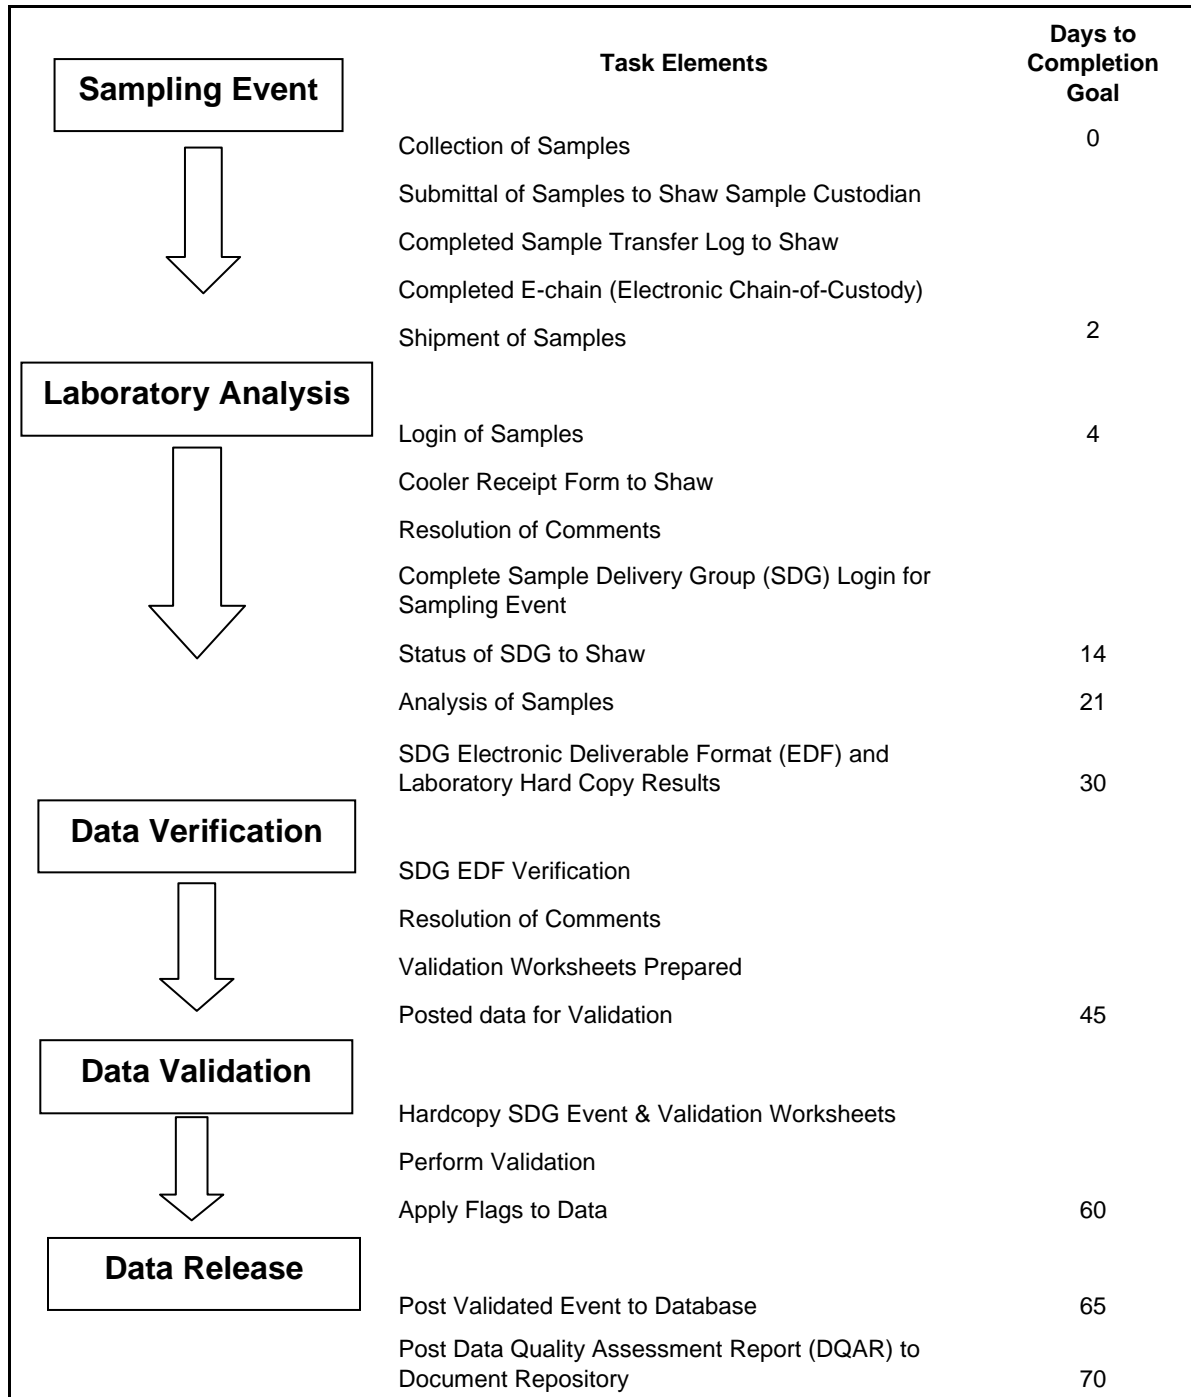 Task Elements
Days to
Completion
Goal
Sampling Event
Collection of Samples 0
Submittal of Samples to Shaw Sample Custodian
Completed Sample Transfer Log to Shaw
Completed E-chain (Electronic Chain-of-Custody)
Shipment of Samples 2
Laboratory Analysis
Login of Samples 4
Cooler Receipt Form to Shaw
Resolution of Comments
Complete Sample Delivery Group (SDG) Login for
Sampling Event
Status of SDG to Shaw 14
Analysis of Samples 21
SDG Electronic Deliverable Format (EDF) and
Laboratory Hard Copy Results 30
Data Verification
SDG EDF Verification
Resolution of Comments
Validation Worksheets Prepared
Posted data for Validation 45
Data Validation
Hardcopy SDG Event & Validation Worksheets
Perform Validation
Apply Flags to Data 60
Data Release
Post Validated Event to Database 65
Post Data Quality Assessment Report (DQAR) to
Document Repository 70